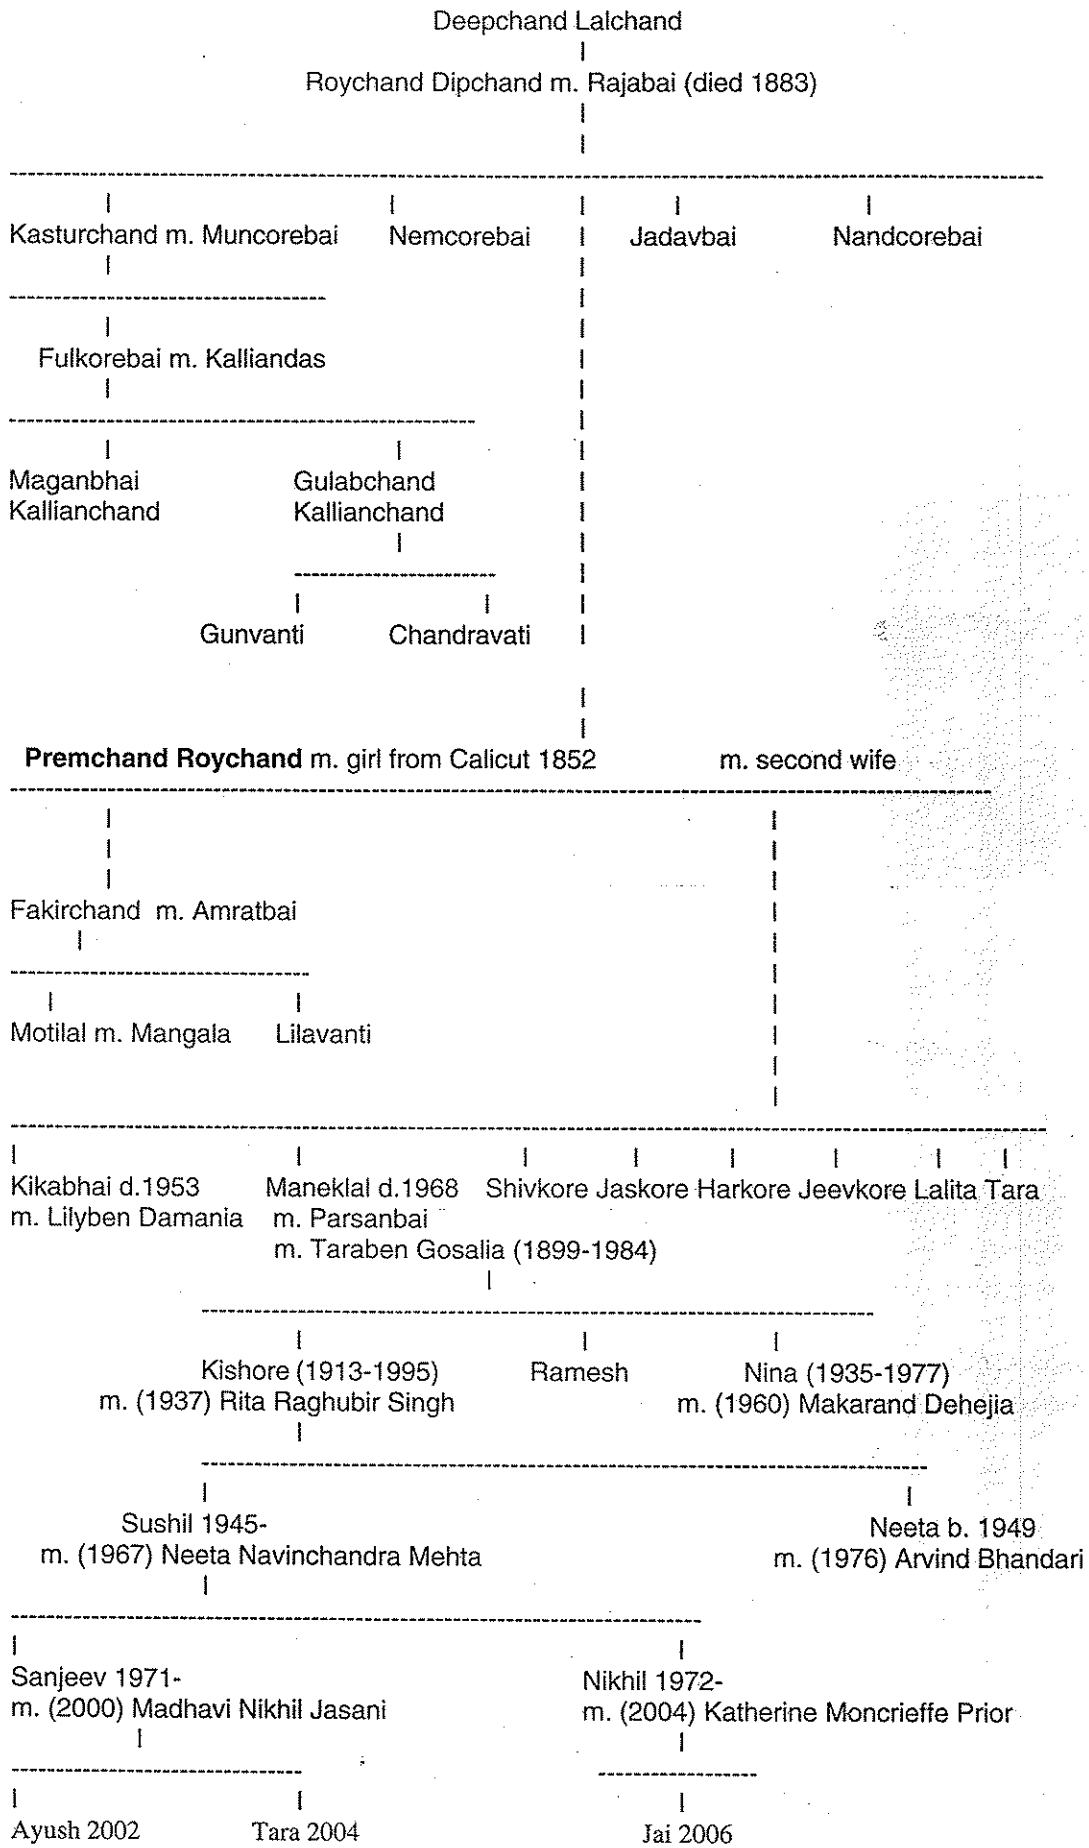 Deepchand Lalchand
Roychand Dipchand m. Rajabai (died 1883)
Kasturchand m. Muncorebai Nemcorebai Jadavbai Nandcorebai
Fulkorebai m. Kalliandas
Maganbhai Gulabchand
Kallianchand Kallianchand
Gunvanti Chandravati
Premchand Roychand m. girl from Calicut 1852 m. second wife
Fakirchand m. Amratbai
Motilal m. Mangala Lilavanti
Kikabhai d.1953 Maneklal d.1968 Shivkore Jaskore Harkore Jeevkore Lalita Tara
m. Lilyben Damania m. Parsanbai
m. Taraben Gosalia (1899-1984)
Kishore (1913-1995) Ramesh Nina (1935-1977)
m. (1937) Rita Raghubir Singh m. (1960) Makarand Dehejia
Sushil 1945- Neeta b. 1949
m. (1967) Neeta Navinchandra Mehta m. (1976) Arvind Bhandari
Sanjeev 1971- Nikhil 1972-
m. (2000) Madhavi Nikhil Jasani m. (2004) Katherine Moncrieffe Prior
Ayush 2002 Tara 2004 Jai 2006